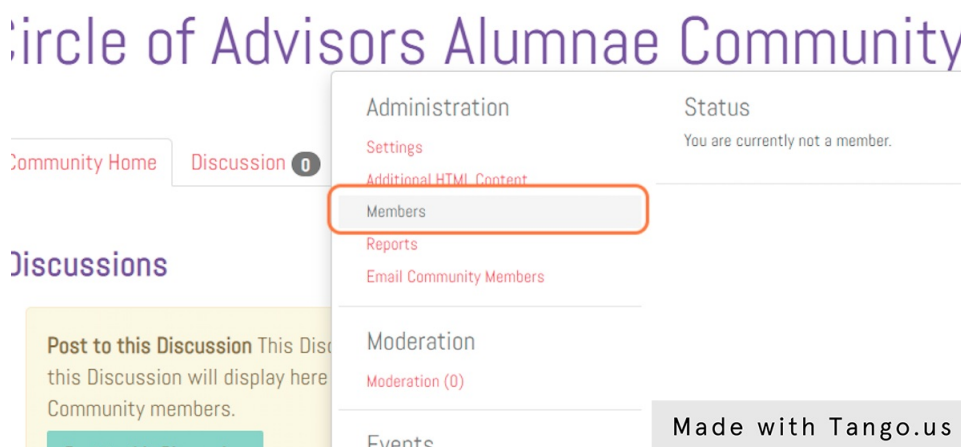 ircle of Advisors Alumnae Community
Administration
Settings
Additional HTML Content
Members
Reports
Email Community Members
Moderation
Moderation (0)
Events
Status
You are currently not a member.
Community Home
Discussion 0
Discussions
Post to this Discussion This Disc
this Discussion will display here
Community members.
Made with Tango.us